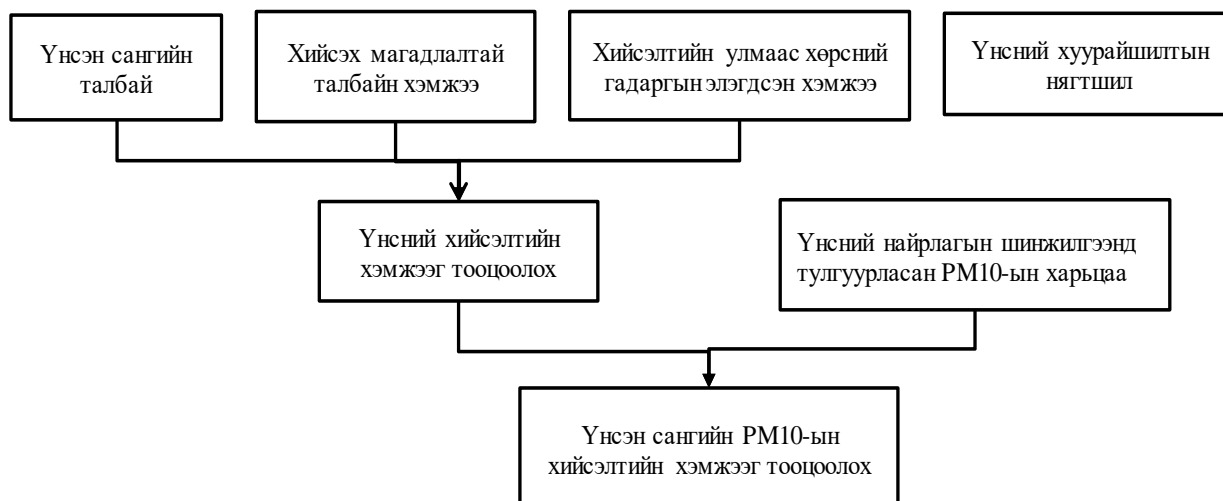 Үнсэн сангийн
талбай
Хийсэх магадлалтай
талбайн хэмжээ
Хийсэлтийн улмаас хөрсний
гадаргын элэгдсэн хэмжээ
Үнсний хуурайшилтын
нягтшил
Үнсний хийсэлтийн
хэмжээг тооцоолох
Үнсний найрлагын шинжилгээнд
тулгуурласан PM10-ын харьцаа
Үнсэн сангийн PM10-ын
хийсэлтийн хэмжээг тооцоолох